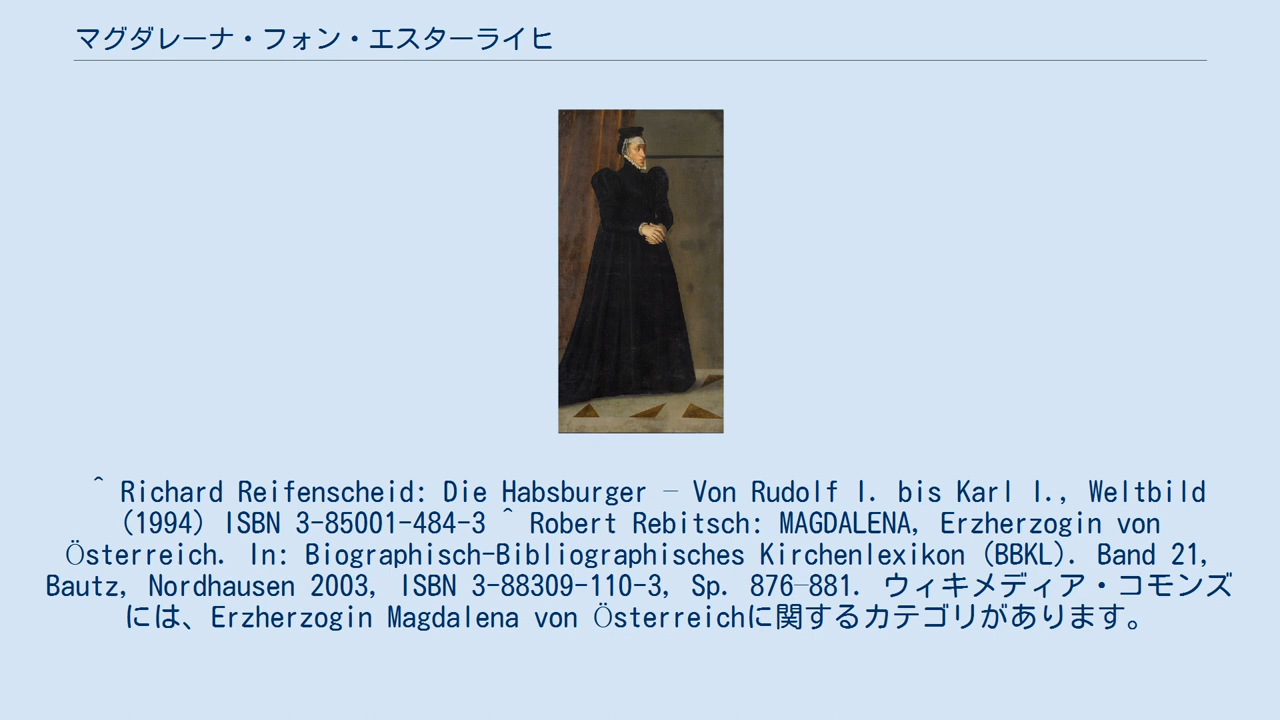 マグダレーナ・フォン・エスターライヒ
^ Richard Reifenscheid: Die Habsburger – Von Rudolf I. bis Karl I., Weltbild
(1994) ISBN 3-85001-484-3 ^ Robert Rebitsch: MAGDALENA, Erzherzogin von
Österreich. In: Biographisch-Bibliographisches Kirchenlexikon (BBKL). Band 21,
Bautz, Nordhausen 2003, ISBN 3-88309-110-3, Sp. 876–881. ウィキメディア・コモンズ
には、Erzherzogin Magdalena von Österreichに関するカテゴリがあります。